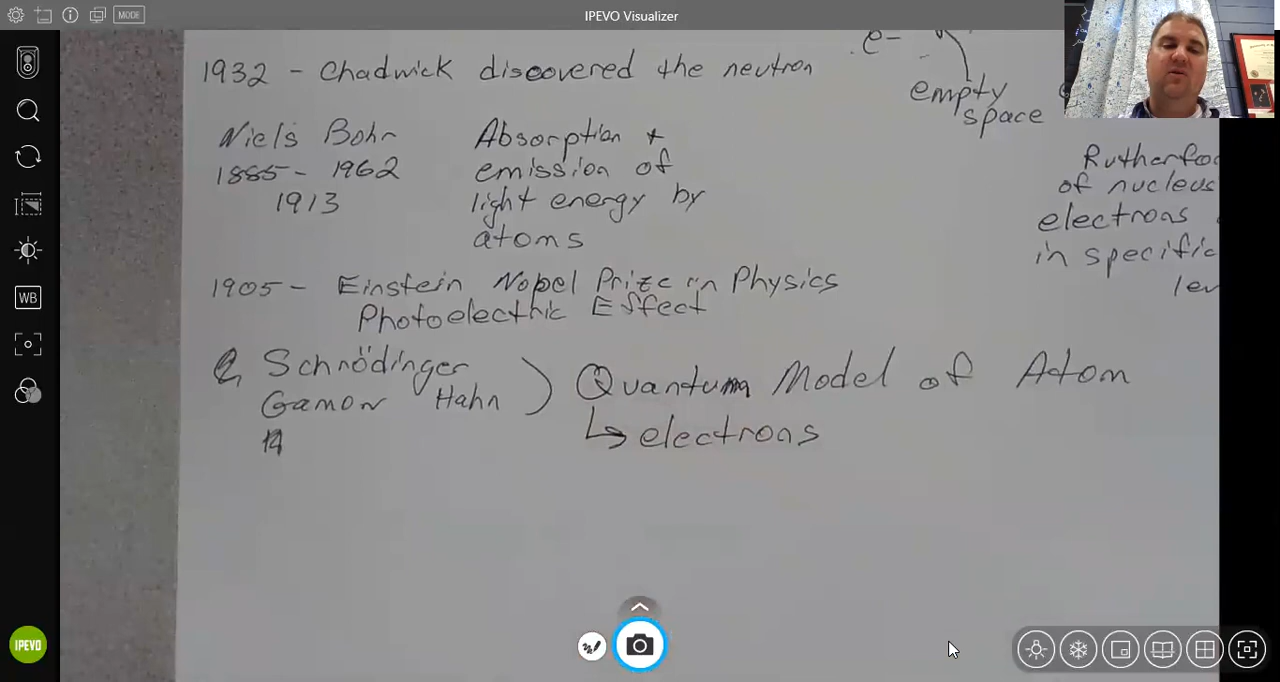 IPEVO Visualizer
MODE
WB
IPEVO
e-
empty
space
1932 - Chadwick discovered the neutron
Niels Bohr
1885 - 1962
1913
Absorption +
emission of
light energy by
atoms
Rutherfo
of nucleus
electrons
in specific
lev
1905 - Einstein Nobel Prize in Physics
Photoelectric Effect
Schrödinger
Gamow Hahn
Quantum Model of Atom
↳ electrons